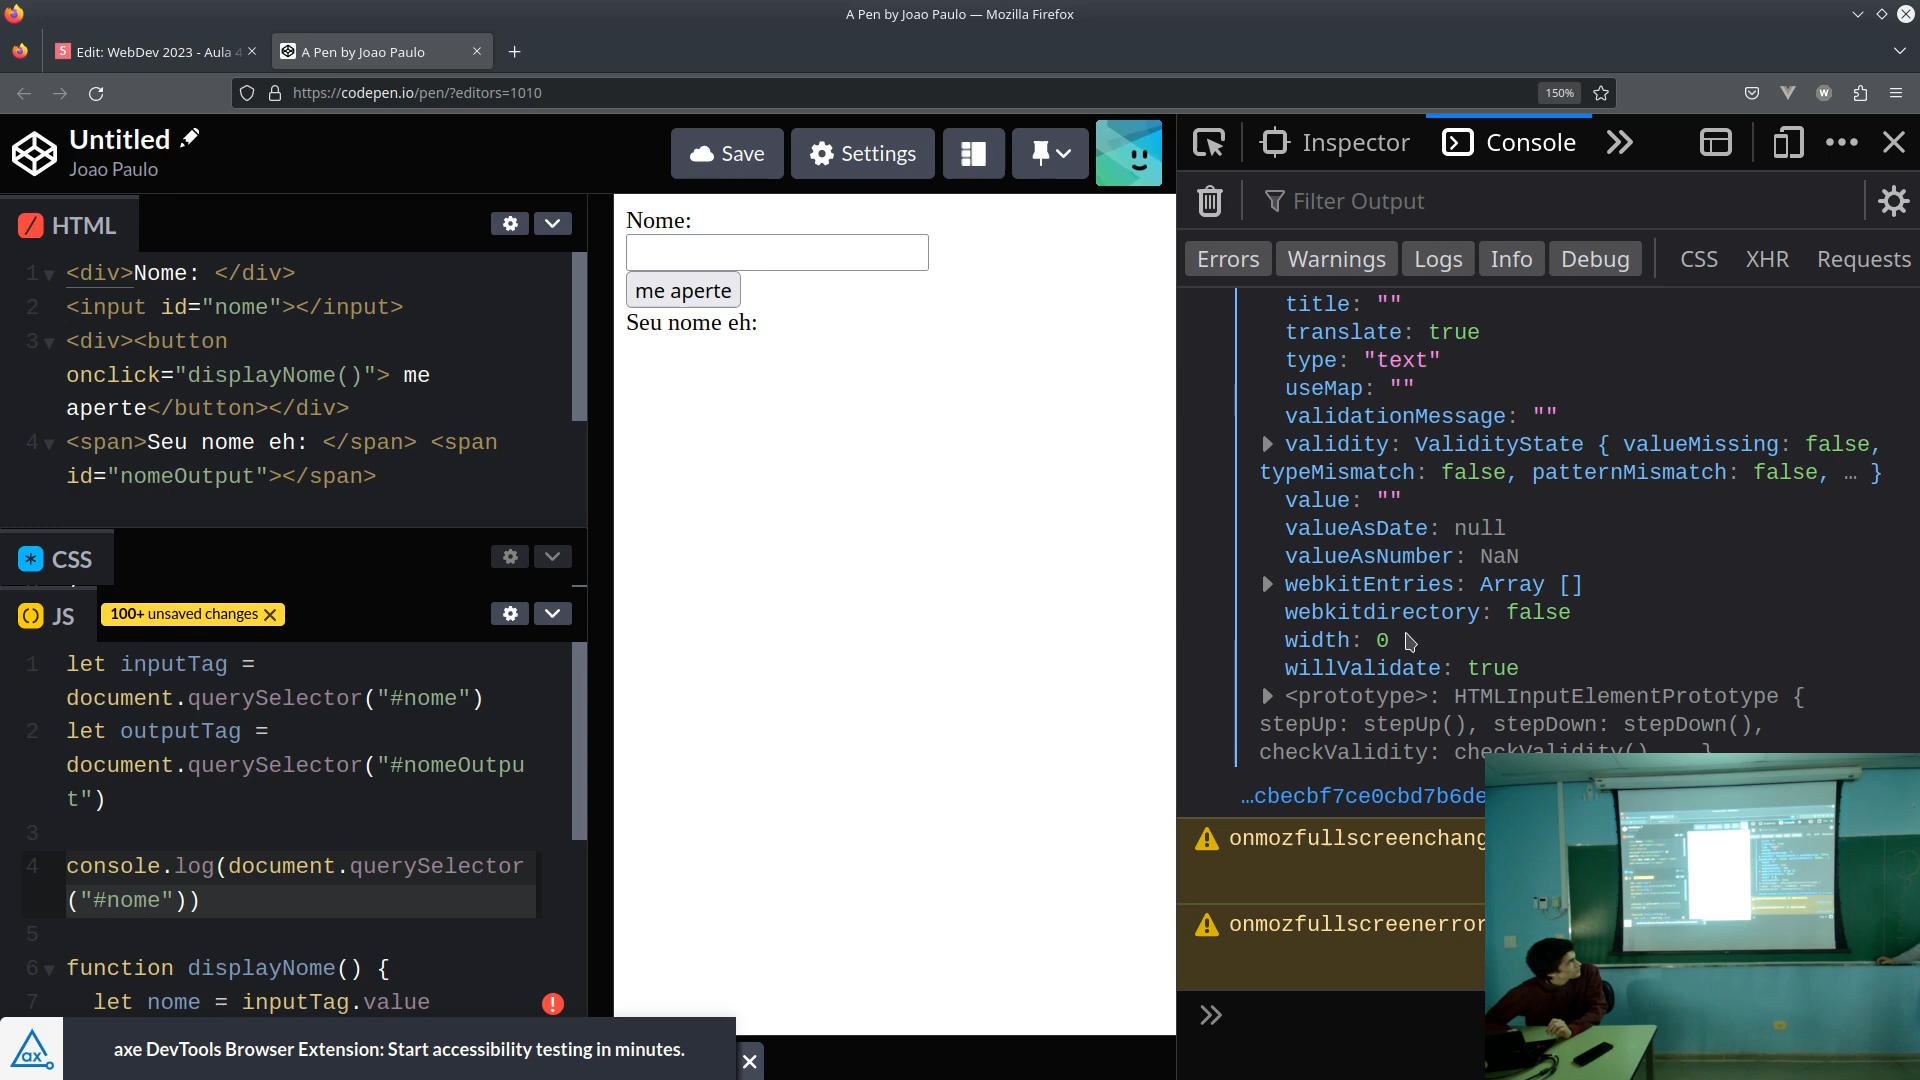 A Pen by Joao Paulo — Mozilla Firefox
Edit: WebDev 2023 - Aula 4
A Pen by Joao Paulo
https://codepen.io/pen/?editors=1010
150%
Untitled
Joao Paulo
Save
Settings
HTML
1 <div>Nome: </div>
2 <input id="nome"></input>
3 <div><button
onclick="displayNome()"> me
aperte</button></div>
4 <span>Seu nome eh: </span> <span
id="nomeOutput"></span>
CSS
JS
100+ unsaved changes
1 let inputTag =
document.querySelector("#nome")
2 let outputTag =
document.querySelector("#nomeOutpu
t")
3
4 console.log(document.querySelector
("#nome"))
5
6 function displayNome() {
7 let nome = inputTag.value
axe DevTools Browser Extension: Start accessibility testing in minutes.
ax
Nome:
me aperte
Seu nome eh:
Inspector
Console
Filter Output
Errors
Warnings
Logs
Info
Debug
CSS
XHR
Requests
title: ""
translate: true
type: "text"
useMap: ""
validationMessage: ""
validity: ValidityState { valueMissing: false,
typeMismatch: false, patternMismatch: false, … }
value: ""
valueAsDate: null
valueAsNumber: NaN
webkitEntries: Array []
webkitdirectory: false
width: 0
willValidate: true
<prototype>: HTMLInputElementPrototype {
stepUp: stepUp(), stepDown: stepDown(),
checkValidity: checkValidity(), … }
…cbecbf7ce0cbd7b6de
onmozfullscreenchang
onmozfullscreenerror